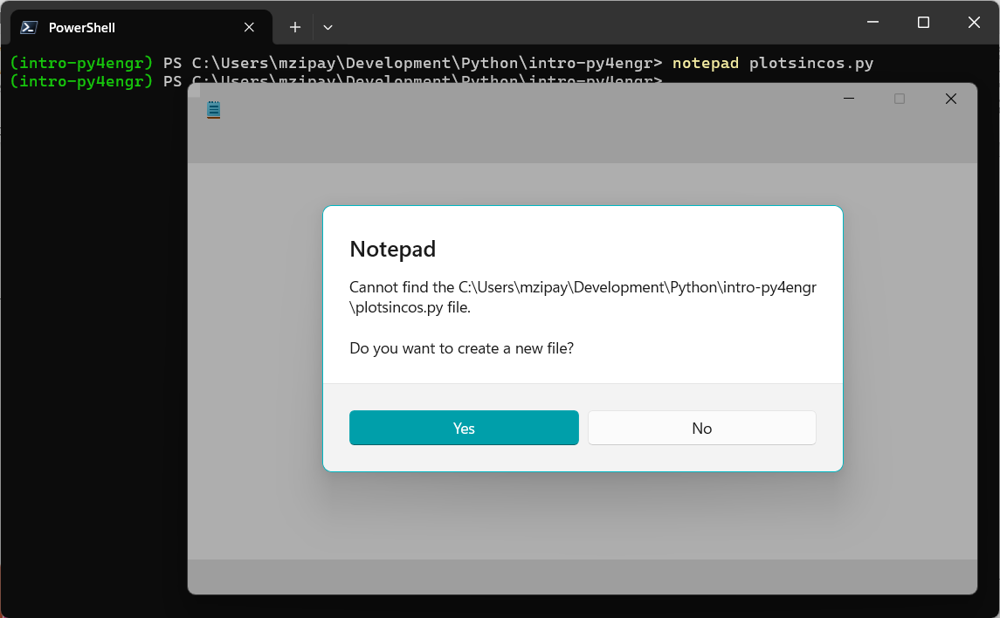 PowerShell
(intro-py4engr) PS C:\Users\mzipay\Development\Python\intro-py4engr> notepad plotsincos.py
(intro-py4engr) PS C:\Users\mzipay\Development\Python\intro-py4engr>
Notepad
Cannot find the C:\Users\mzipay\Development\Python\intro-py4engr
\plotsincos.py file.
Do you want to create a new file?
Yes
No